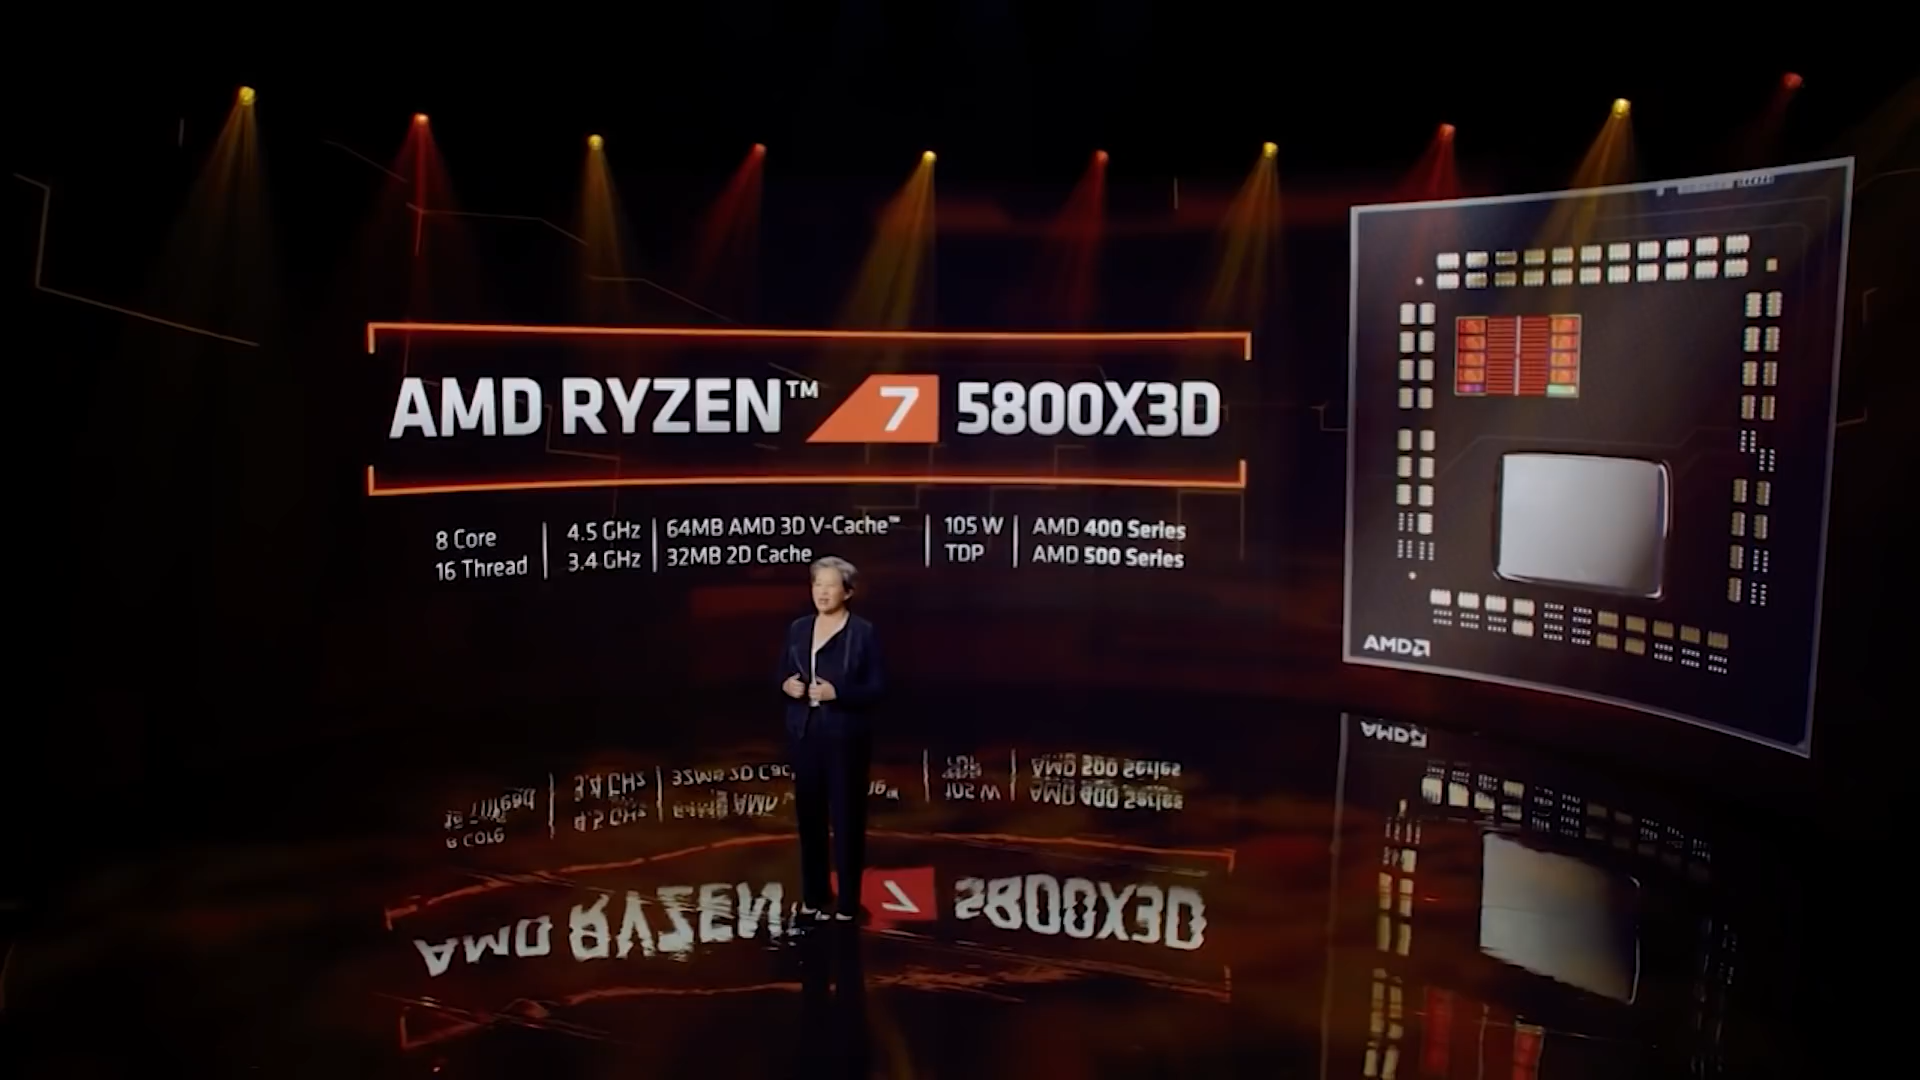 AMD RYZEN™ 7 5800X3D
8 Core
16 Thread
4.5 GHz
3.4 GHz
64MB AMD 3D V-Cache™
32MB 2D Cache
105 W
TDP
AMD 400 Series
AMD 500 Series
AMD